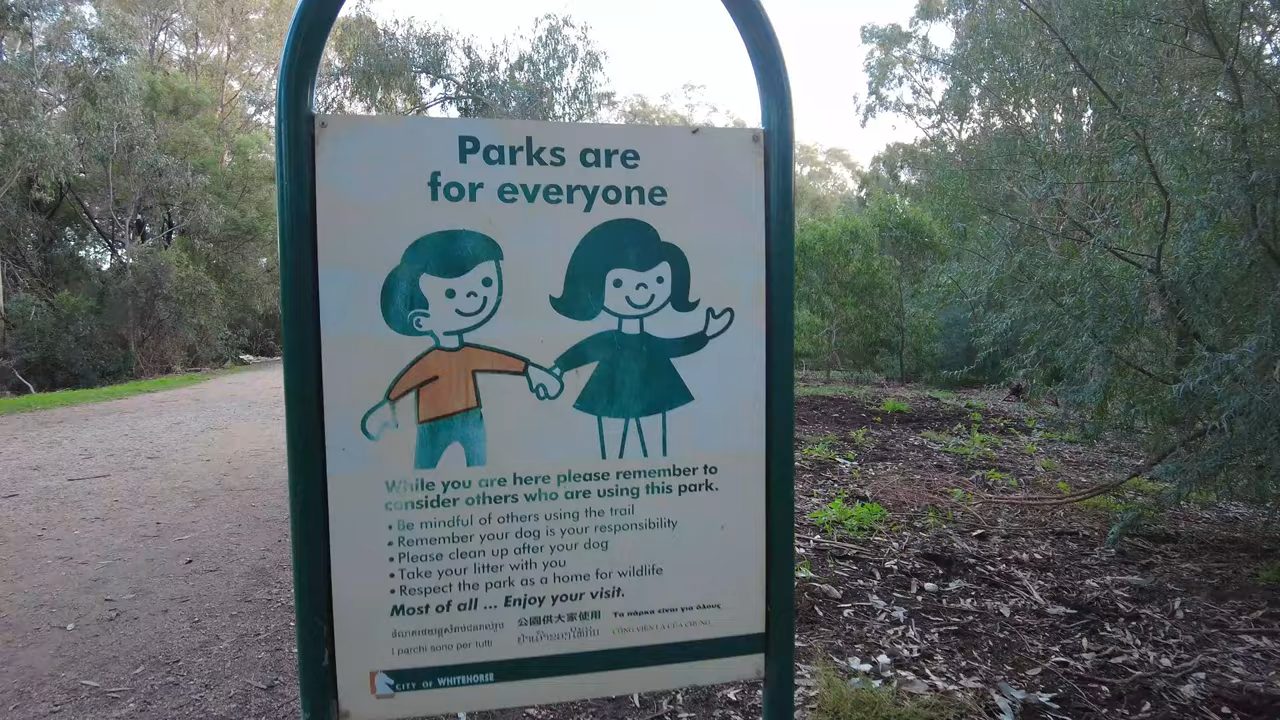 Parks are
for everyone
While you are here please remember to
consider others who are using this park.
• Be mindful of others using the trail
• Remember your dog is your responsibility
• Please clean up after your dog
• Take your litter with you
• Respect the park as a home for wildlife
Most of all ... Enjoy your visit.
公園供大家使用 Τα πάρκα είναι για όλους
I parchi sono per tutti CÔNG VIÊN LÀ CỦA CHUNG
CITY OF WHITEHORSE